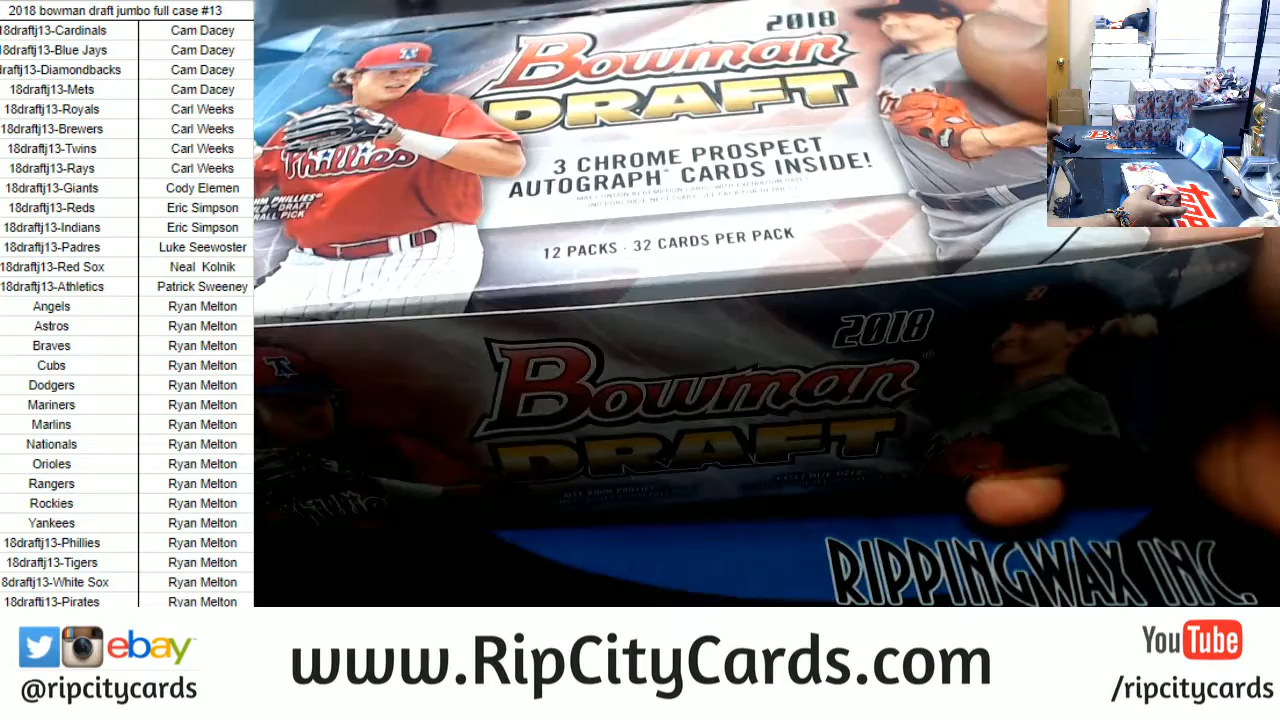 2018 bowman draft jumbo full case #13
18draftj13-Cardinals Cam Dacey
18draftj13-Blue Jays Cam Dacey
draftj13-Diamondbacks Cam Dacey
18draftj13-Mets Cam Dacey
18draftj13-Royals Carl Weeks
18draftj13-Brewers Carl Weeks
18draftj13-Twins Carl Weeks
18draftj13-Rays Carl Weeks
18draftj13-Giants Cody Elemen
18draftj13-Reds Eric Simpson
18draftj13-Indians Eric Simpson
18draftj13-Padres Luke Seewoster
18draftj13-Red Sox Neal Kolnik
18draftj13-Athletics Patrick Sweeney
Angels Ryan Melton
Astros Ryan Melton
Braves Ryan Melton
Cubs Ryan Melton
Dodgers Ryan Melton
Mariners Ryan Melton
Marlins Ryan Melton
Nationals Ryan Melton
Orioles Ryan Melton
Rangers Ryan Melton
Rockies Ryan Melton
Yankees Ryan Melton
18draftj13-Phillies Ryan Melton
18draftj13-Tigers Ryan Melton
8draftj13-White Sox Ryan Melton
18draftj13-Pirates Ryan Melton
2018
Bowman
DRAFT
3 CHROME PROSPECT
AUTOGRAPH* CARDS INSIDE!
12 PACKS · 32 CARDS PER PACK
Phillies
2018
Bowman
DRAFT
RIPPINGWAX INC.
ebay
@ripcitycards
www.RipCityCards.com
YouTube
/ripcitycards